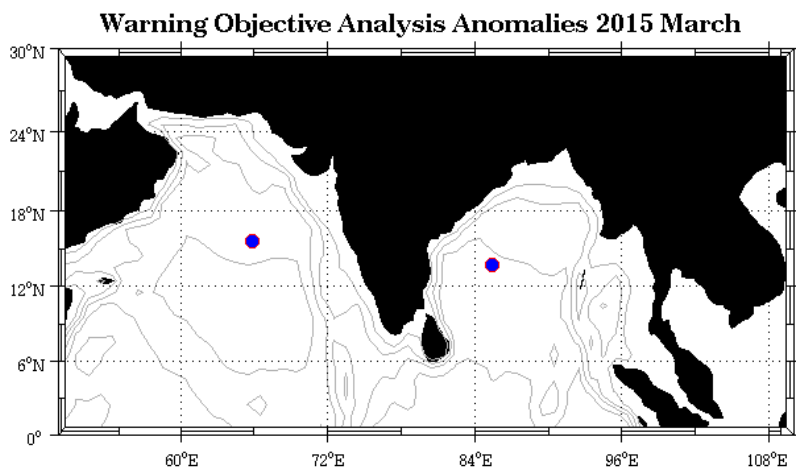 Warning Objective Analysis Anomalies 2015 March
30°N
24°N
18°N
12°N
6°N
0°
60°E
72°E
84°E
96°E
108°E